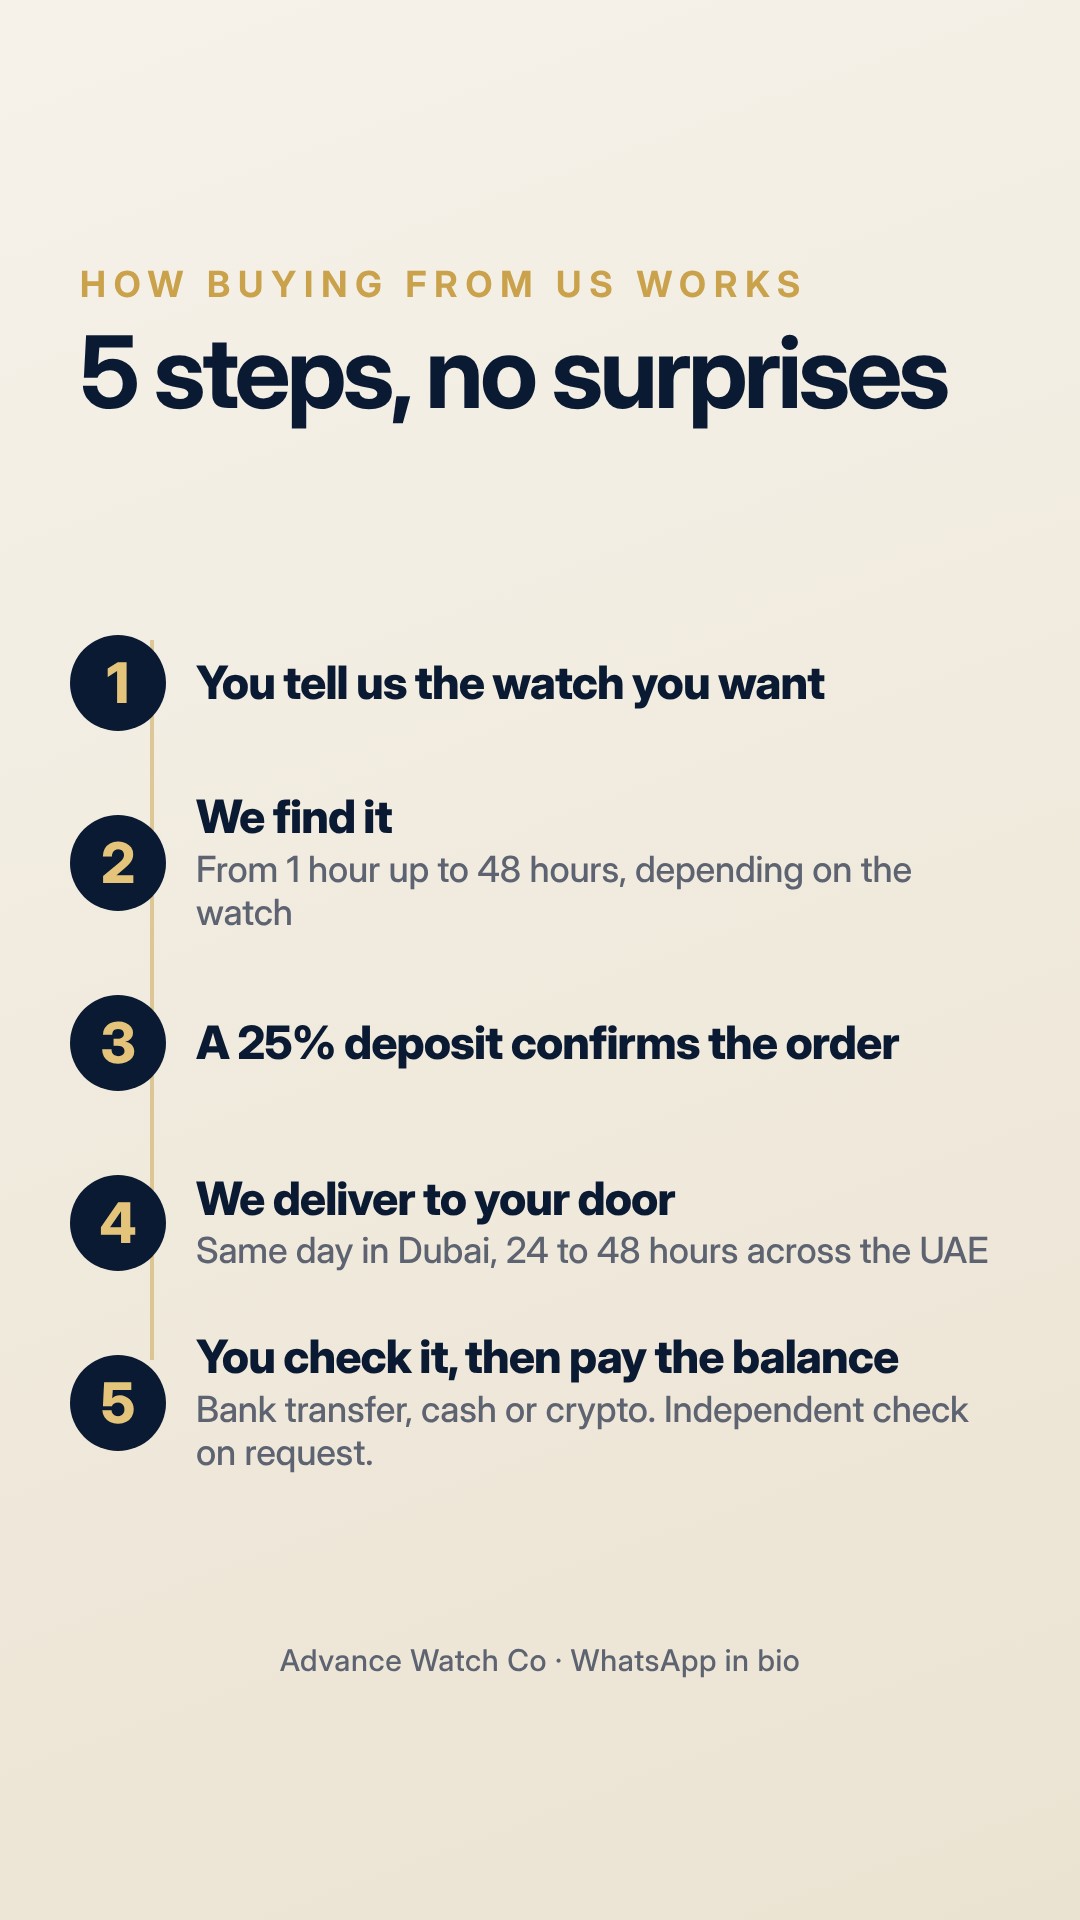 HOW BUYING FROM US WORKS
5 steps, no surprises
1
You tell us the watch you want
2
We find it
From 1 hour up to 48 hours, depending on the
watch
3
A 25% deposit confirms the order
4
We deliver to your door
Same day in Dubai, 24 to 48 hours across the UAE
5
You check it, then pay the balance
Bank transfer, cash or crypto. Independent check
on request.
Advance Watch Co · WhatsApp in bio